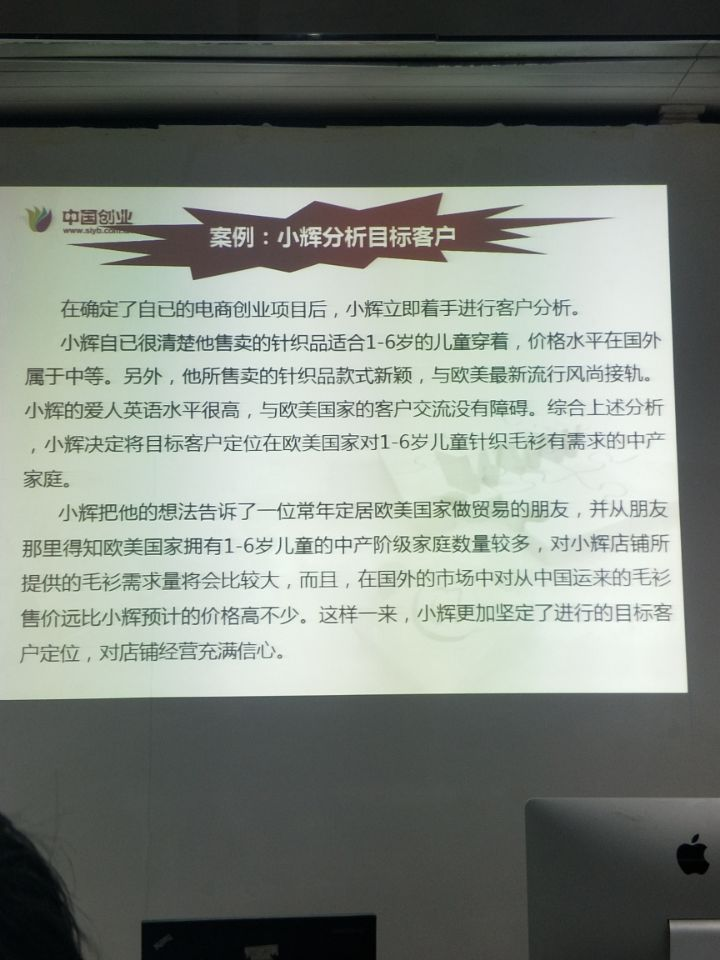 中国创业
www.siyb.com.
案例：小辉分析目标客户
在确定了自已的电商创业项目后，小辉立即着手进行客户分析。
小辉自已很清楚他售卖的针织品适合1-6岁的儿童穿着，价格水平在国外
属于中等。另外，他所售卖的针织品款式新颖，与欧美最新流行风尚接轨。
小辉的爱人英语水平很高，与欧美国家的客户交流没有障碍。综合上述分析
，小辉决定将目标客户定位在欧美国家对1-6岁儿童针织毛衫有需求的中产
家庭。
小辉把他的想法告诉了一位常年定居欧美国家做贸易的朋友，并从朋友
那里得知欧美国家拥有1-6岁儿童的中产阶级家庭数量较多，对小辉店铺所
提供的毛衫需求量将会比较大，而且，在国外的市场中对从中国运来的毛衫
售价远比小辉预计的价格高不少。这样一来，小辉更加坚定了进行的目标客
户定位，对店铺经营充满信心。